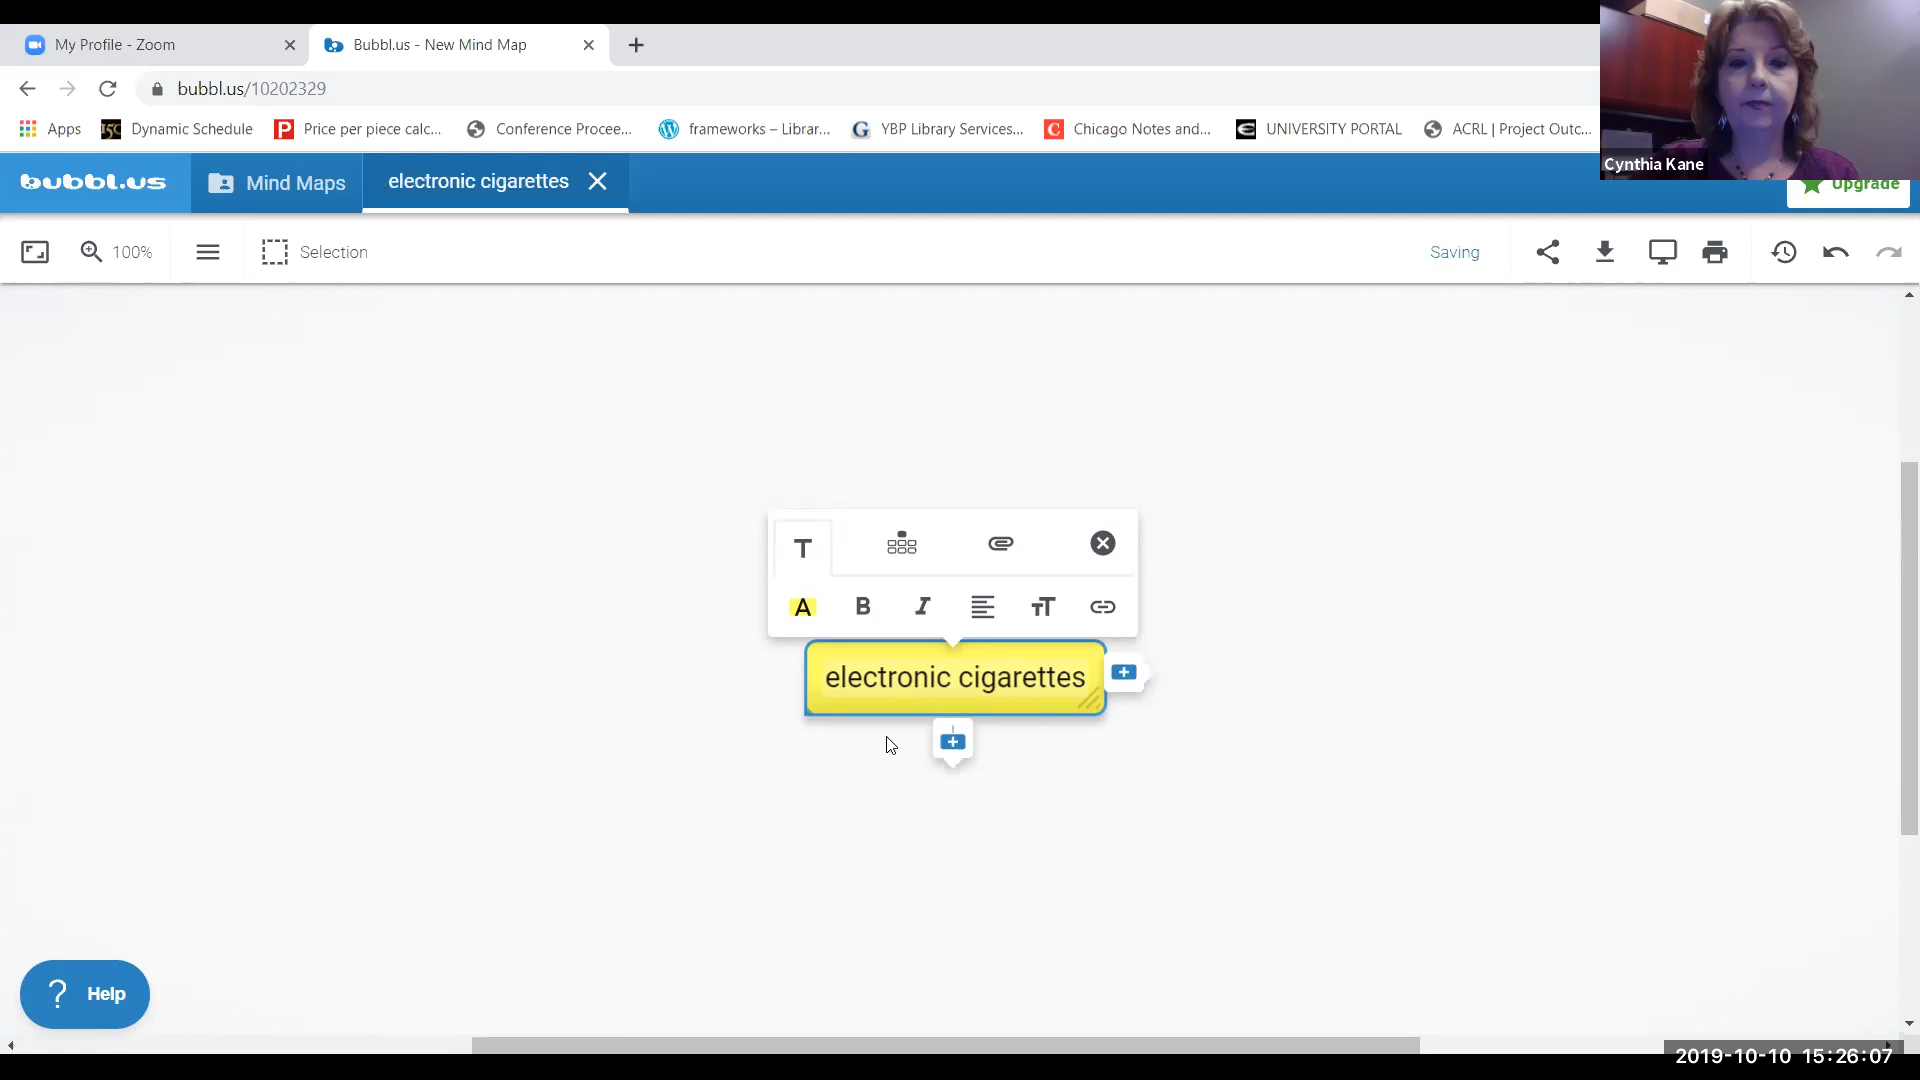 My Profile - Zoom
Bubbl.us - New Mind Map
bubbl.us/10202329
Apps
Dynamic Schedule
Price per piece calc...
Conference Procee...
frameworks – Librar...
YBP Library Services...
Chicago Notes and...
UNIVERSITY PORTAL
ACRL | Project Outc...
Cynthia Kane
bubbl.us
Mind Maps
electronic cigarettes
Upgrade
100%
Selection
Saving
T
A B I TT
electronic cigarettes
? Help
2019-10-10 15:26:07